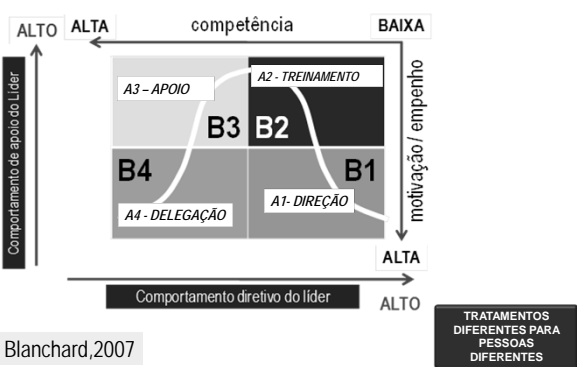 ALTO
ALTA
competência
BAIXA
Comportamento de apoio do Líder
A3 – APOIO
A2 - TREINAMENTO
B3
B2
motivação / empenho
B4
B1
A4 - DELEGAÇÃO
A1- DIREÇÃO
ALTA
Comportamento diretivo do líder
ALTO
TRATAMENTOS
DIFERENTES PARA
PESSOAS
DIFERENTES
Blanchard,2007